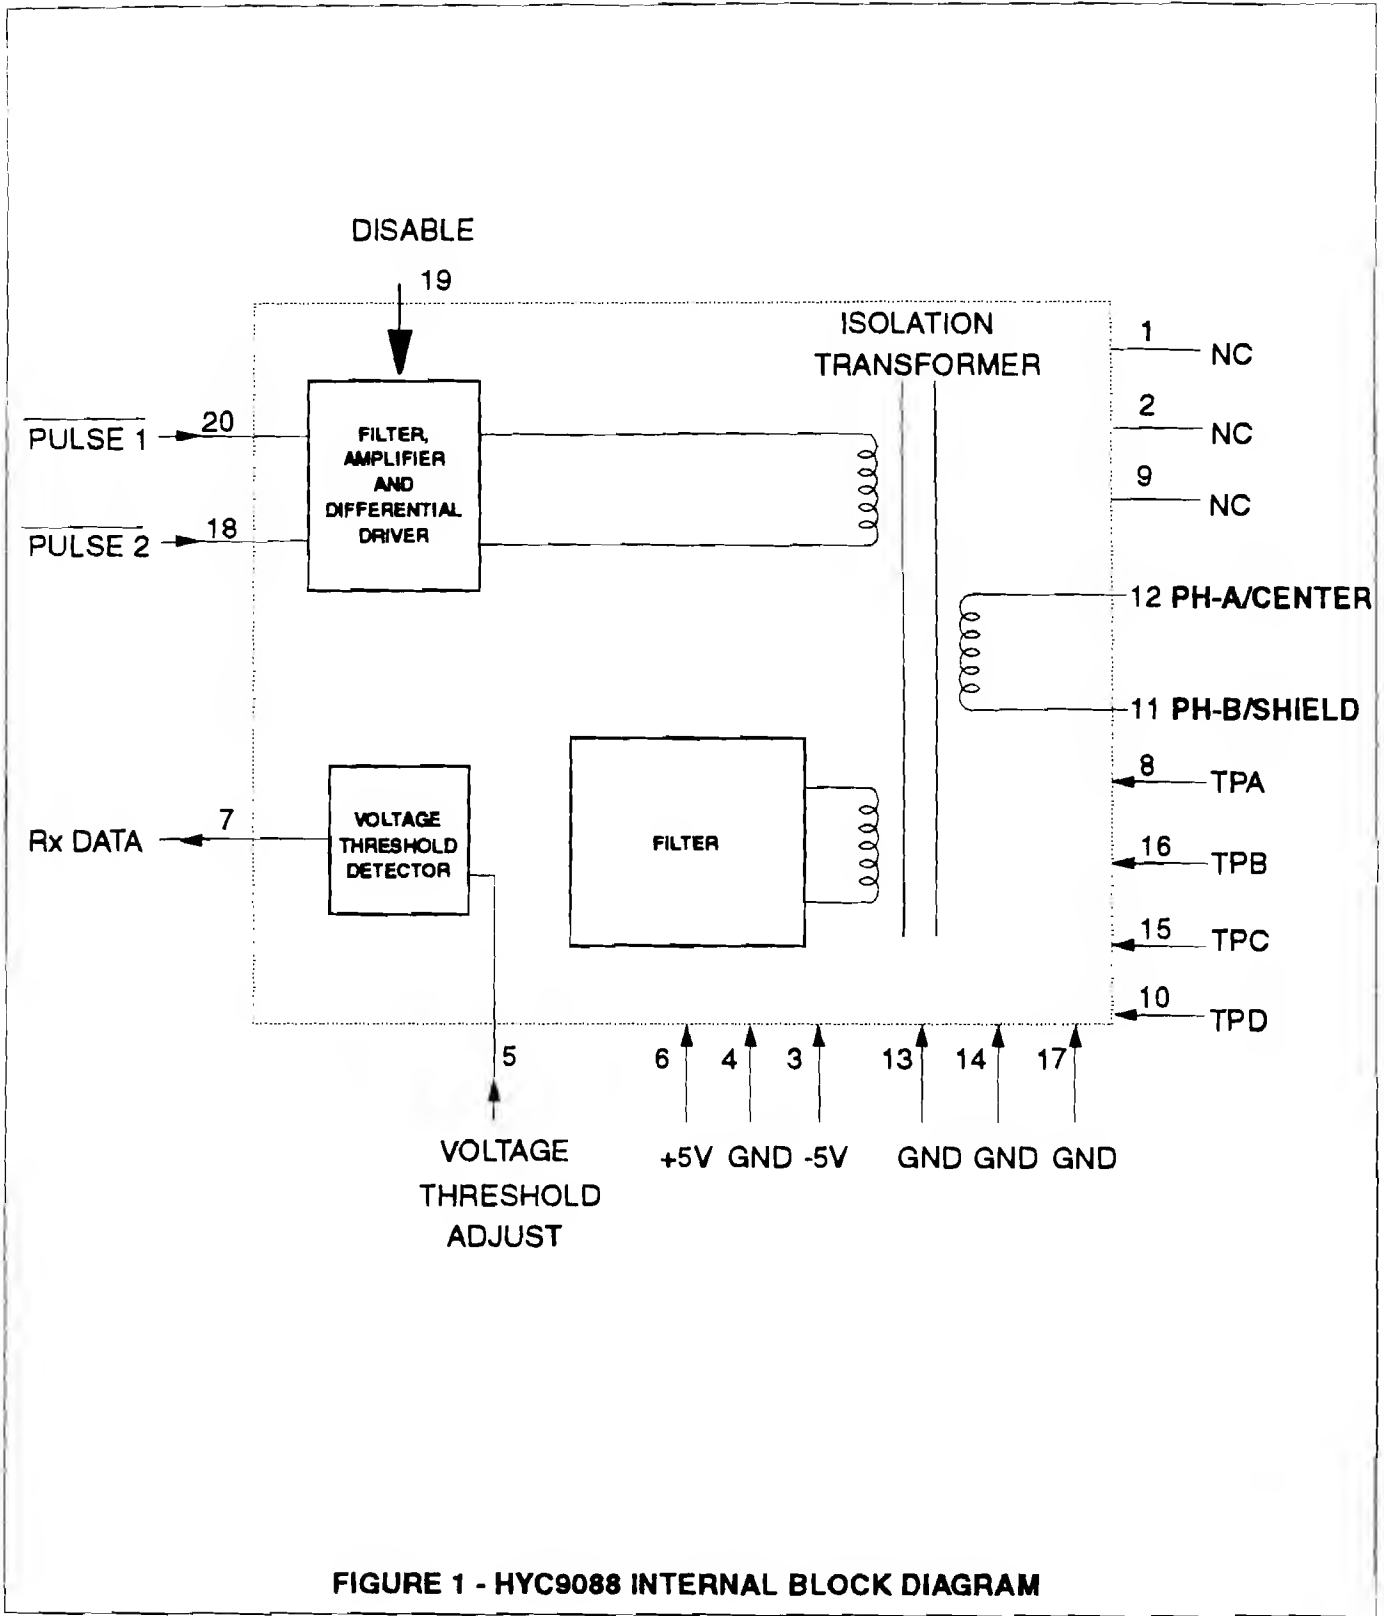 DISABLE
19
ISOLATION
TRANSFORMER
1
NC
PULSE 1
20
FILTER,
AMPLIFIER
AND
DIFFERENTIAL
DRIVER
2
NC
9
NC
PULSE 2
18
12 PH-A/CENTER
11 PH-B/SHIELD
8
TPA
Rx DATA
7
VOLTAGE
THRESHOLD
DETECTOR
FILTER
16
TPB
15
TPC
10
TPD
5
6
4
3
13
14
17
VOLTAGE
THRESHOLD
ADJUST
+5V GND -5V
GND GND GND
FIGURE 1 - HYC9088 INTERNAL BLOCK DIAGRAM